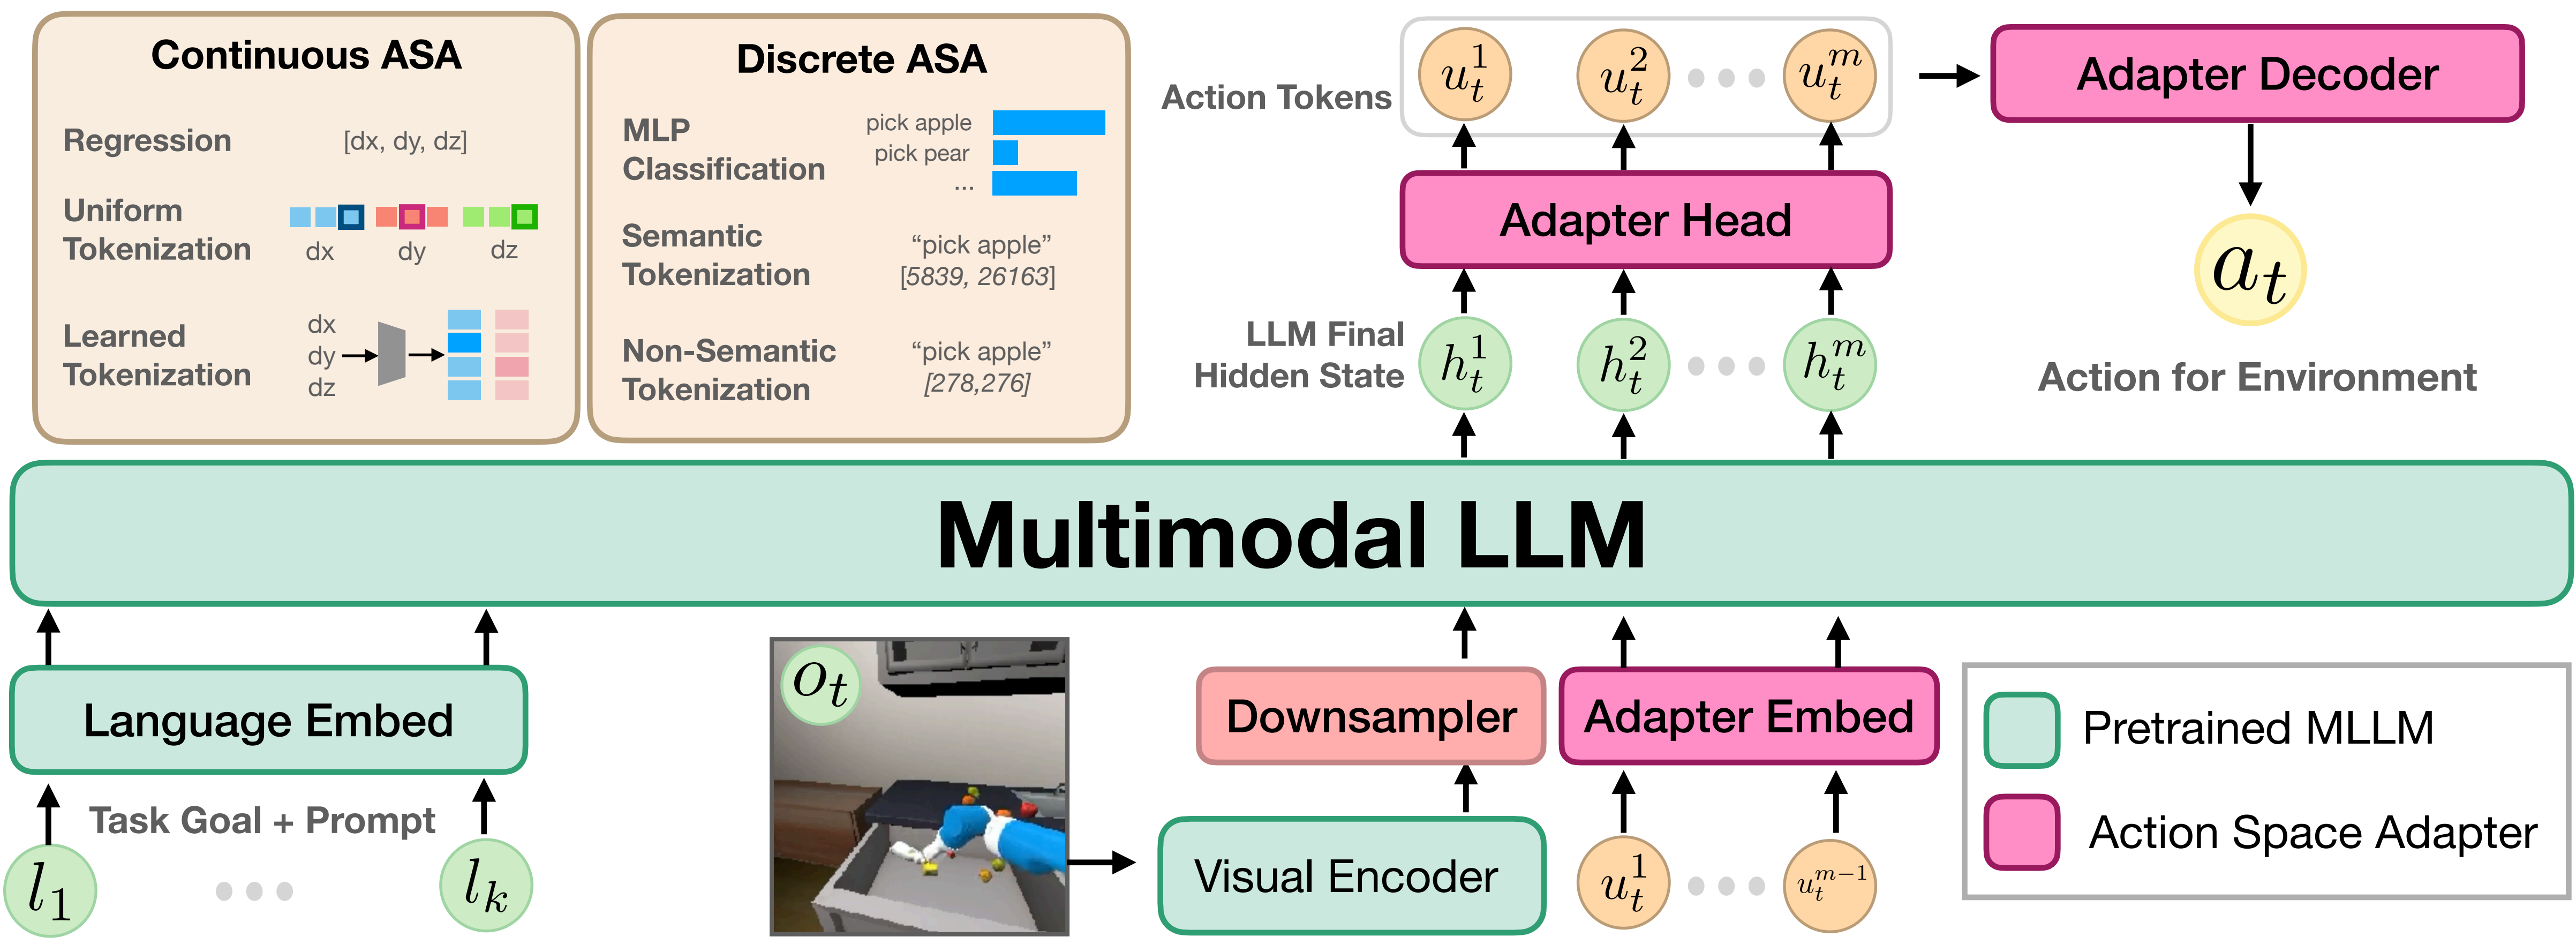 Continuous ASA
Regression
[dx, dy, dz]
Uniform
Tokenization
dx
dy
dz
Learned
Tokenization
dx
dy
dz
Discrete ASA
MLP
Classification
pick apple
pick pear
...
Semantic
Tokenization
“pick apple”
[5839, 26163]
Non-Semantic
Tokenization
“pick apple”
[278,276]
Action Tokens
u_t^1
u_t^2
u_t^m
Adapter Decoder
Adapter Head
a_t
Action for Environment
LLM Final
Hidden State
h_t^1
h_t^2
h_t^m
Multimodal LLM
Language Embed
Task Goal + Prompt
l_1
l_k
o_t
Downsampler
Visual Encoder
Adapter Embed
u_t^1
u_t^{m-1}
Pretrained MLLM
Action Space Adapter